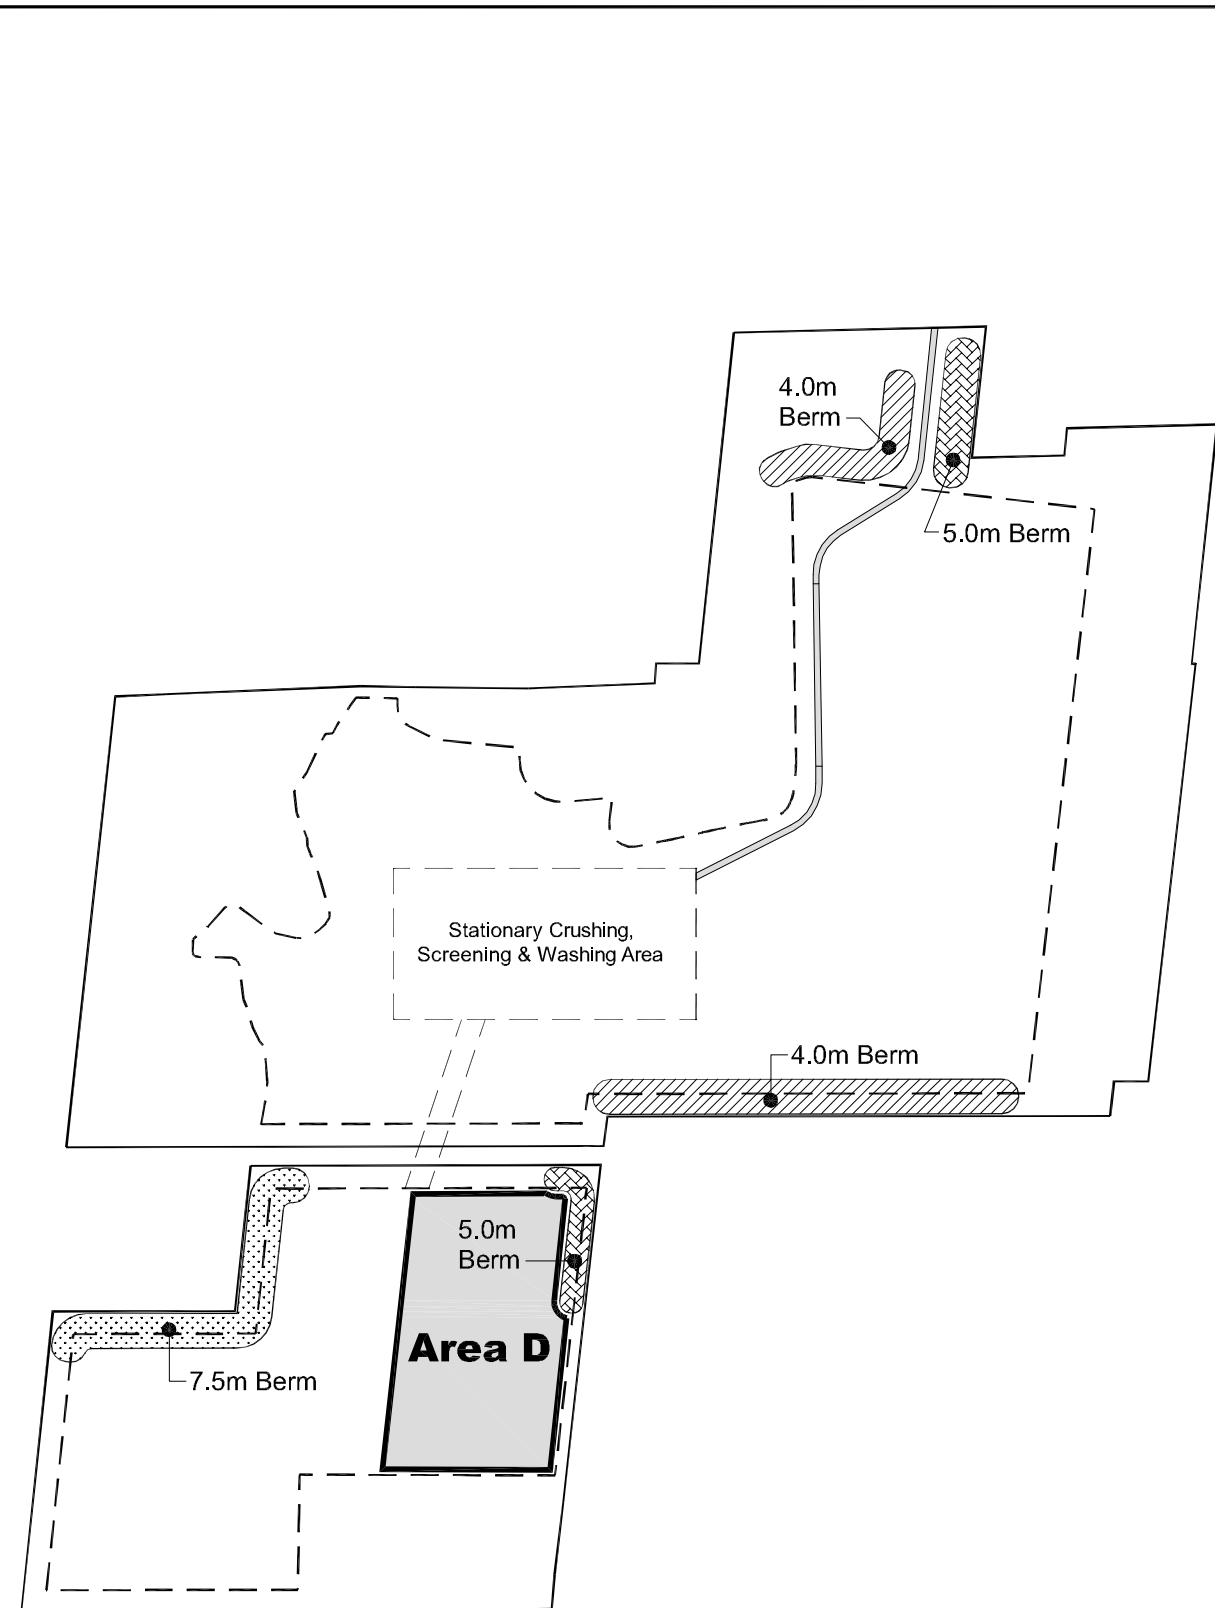 4.0m
Berm
5.0m Berm
Stationary Crushing,
Screening & Washing Area
4.0m Berm
5.0m
Berm
Area D
7.5m Berm